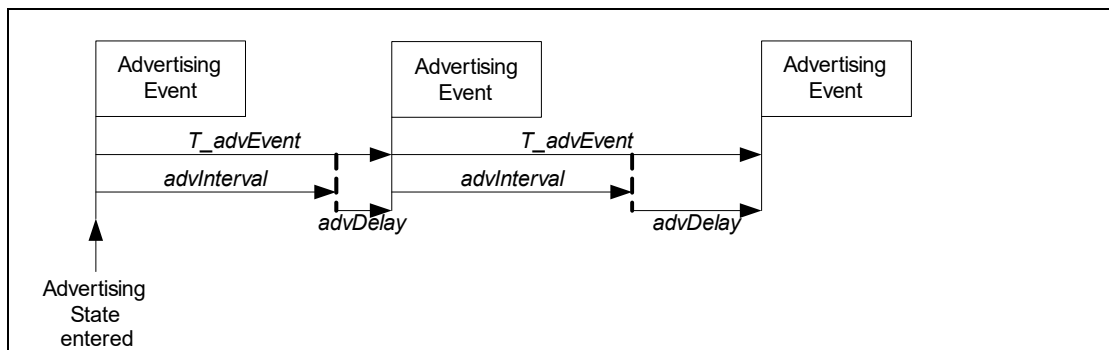 Advertising
Event
Advertising
Event
Advertising
Event
T_advEvent
T_advEvent
advInterval
advInterval
advDelay
advDelay
Advertising
State
entered